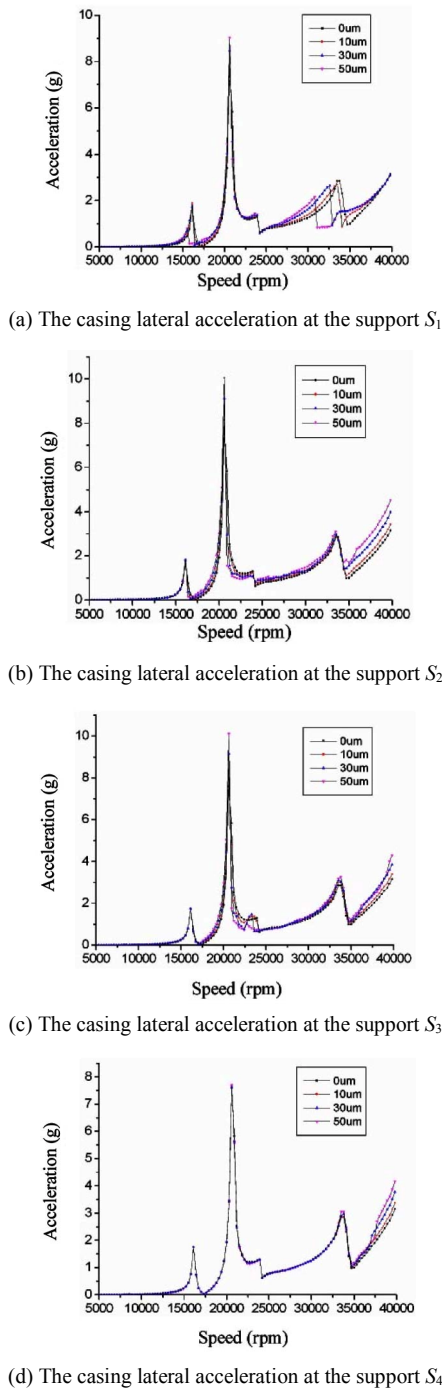 10
8
6
4
2
0
Acceleration (g)
0um
10um
30um
50um
5000 10000 15000 20000 25000 30000 35000 40000
Speed (rpm)
(a) The casing lateral acceleration at the support S1
10
8
6
4
2
0
Acceleration (g)
0um
10um
30um
50um
5000 10000 15000 20000 25000 30000 35000 40000
Speed (rpm)
(b) The casing lateral acceleration at the support S2
10
8
6
4
2
0
Acceleration (g)
0um
10um
30um
50um
5000 10000 15000 20000 25000 30000 35000 40000
Speed (rpm)
(c) The casing lateral acceleration at the support S3
8
7
6
5
4
3
2
1
0
Acceleration (g)
0um
10um
30um
50um
5000 10000 15000 20000 25000 30000 35000 40000
Speed (rpm)
(d) The casing lateral acceleration at the support S4